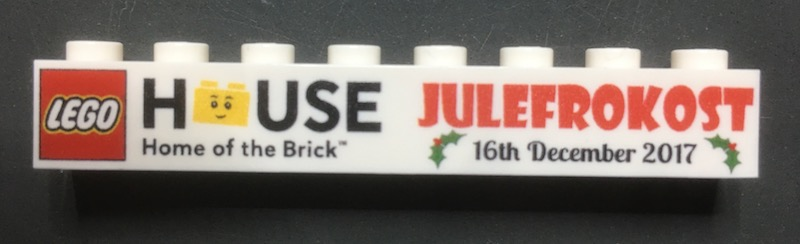 LEGO
HOUSE
Home of the Brick™
JULEFROKOST
16th December 2017